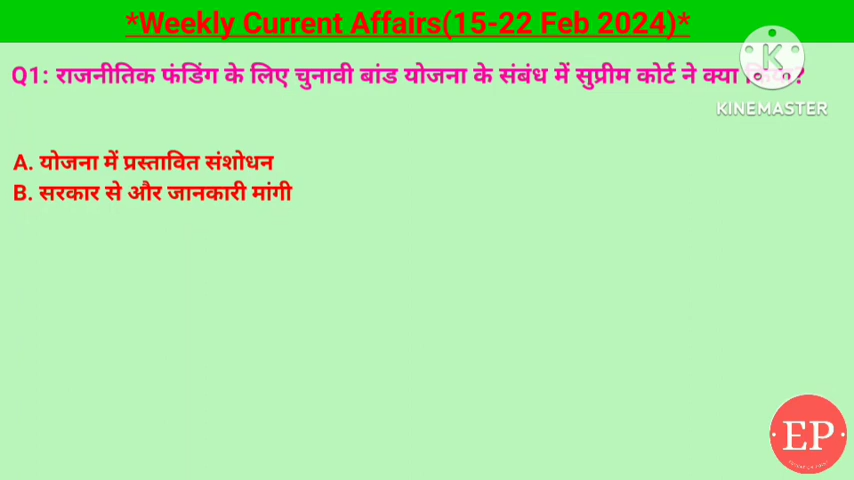 *Weekly Current Affairs(15-22 Feb 2024)*
Q1: राजनीतिक फंडिंग के लिए चुनावी बांड योजना के संबंध में सुप्रीम कोर्ट ने क्या ?
KINEMASTER
A. योजना में प्रस्तावित संशोधन
B. सरकार से और जानकारी मांगी
EP